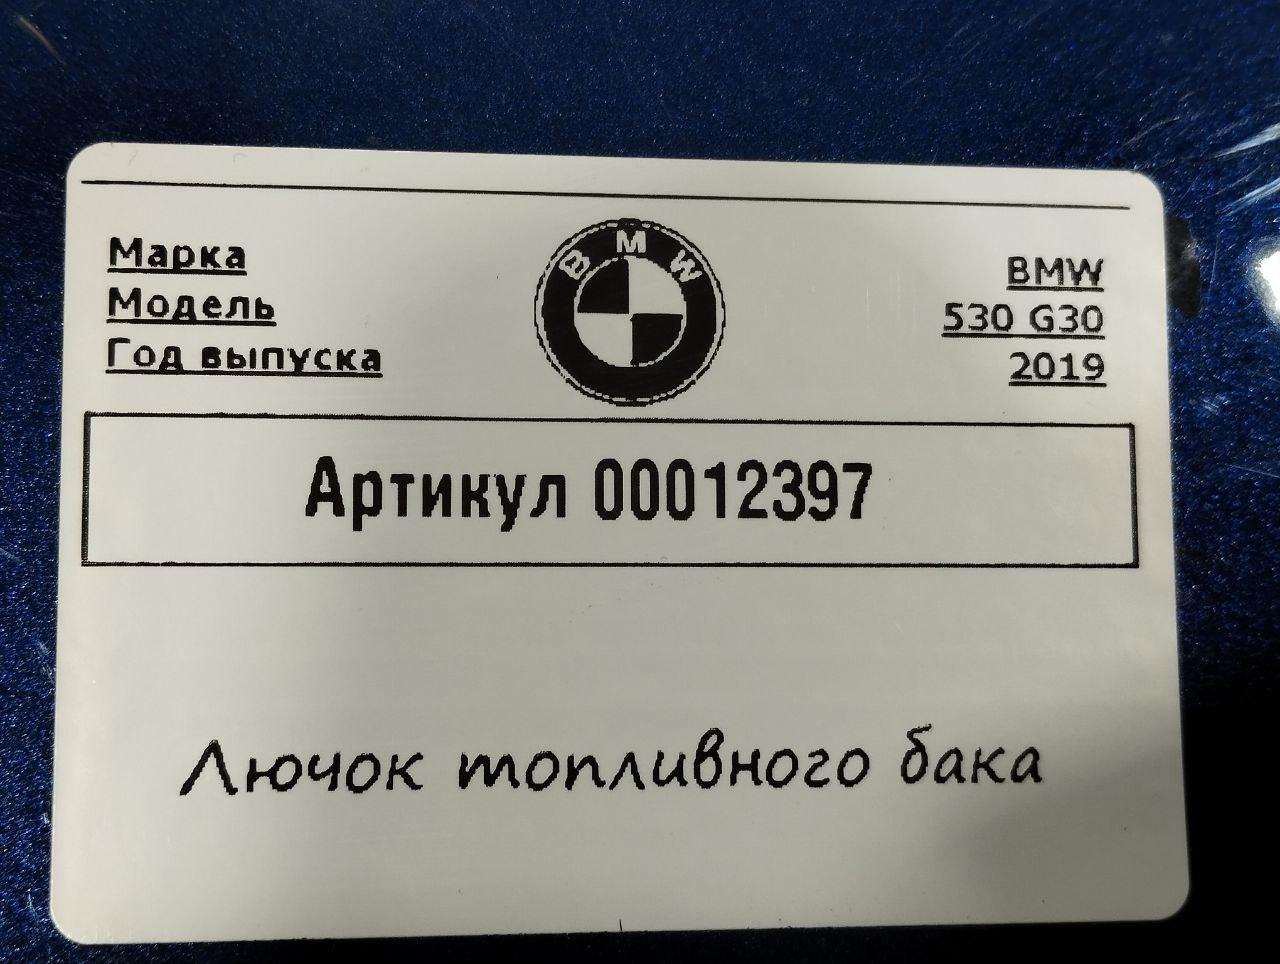 Марка BMW
Модель 530 G30
Год выпуска 2019
BMW
Артикул 00012397
Лючок топливного бака